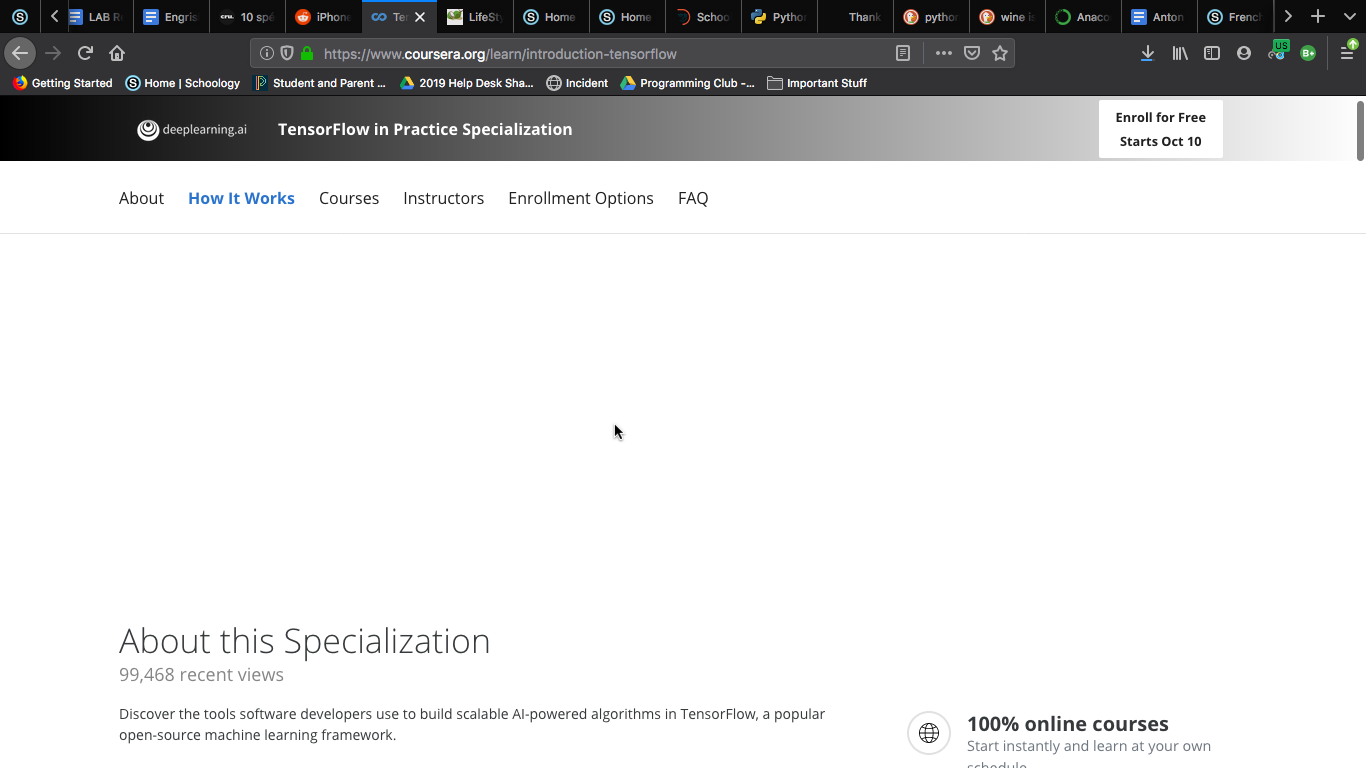 LAB R
Engris
10 spé
iPhone
Te
LifeSt
Home
Home
Schoo
Python
Thank
python
wine is
Anaco
Anton
French
https://www.coursera.org/learn/introduction-tensorflow
US
B+
Getting Started
Home | Schoology
Student and Parent ...
2019 Help Desk Sha...
Incident
Programming Club -...
Important Stuff
deeplearning.ai
TensorFlow in Practice Specialization
Enroll for Free
Starts Oct 10
About
How It Works
Courses
Instructors
Enrollment Options
FAQ
About this Specialization
99,468 recent views
Discover the tools software developers use to build scalable AI-powered algorithms in TensorFlow, a popular
open-source machine learning framework.
100% online courses
Start instantly and learn at your own
schedule.